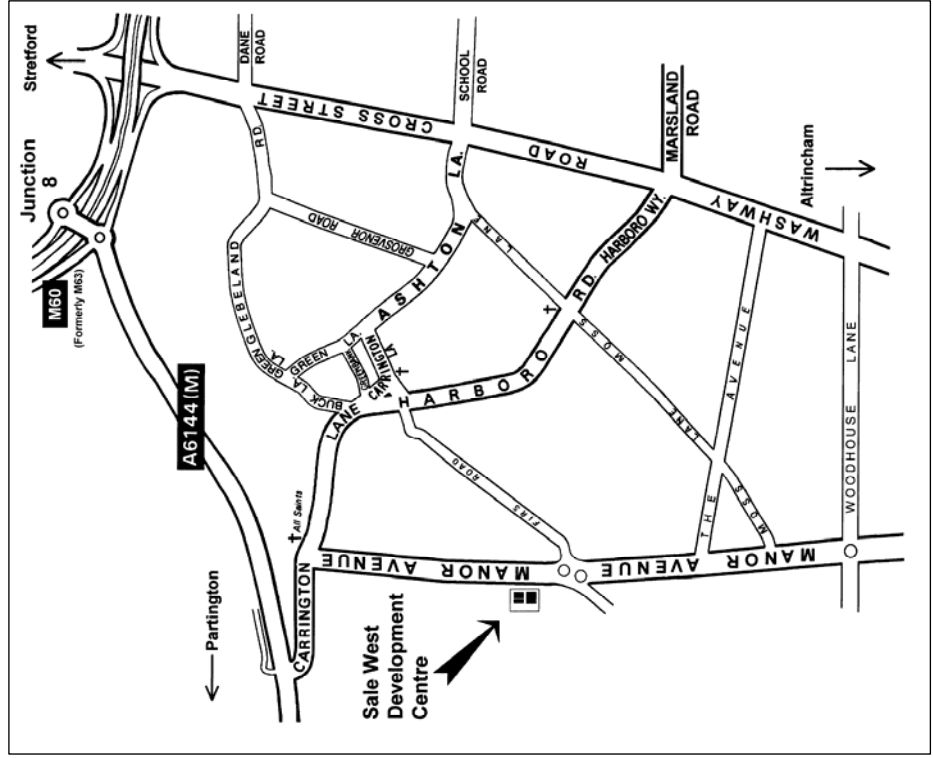 Stretford
Junction
8
M60
(Formerly M63)
DANE
ROAD
SCHOOL
ROAD
MARSLAND
ROAD
Altrincham
CROSS STREET
RD.
GLEBELAND
GROSVENOR ROAD
ASHTON LA.
ROAD
WASHWAY
GREEN LA.
GREEN LA.
BUCK LA.
GREENBANK
CARRINGTON LA
LANE
HARBORO RD. HARBORO WY.
MOSS LANE
MOSS LANE
THE AVENUE
WOODHOUSE LANE
FIRS ROAD
A6144(M)
All Saints
CARRINGTON
MANOR AVENUE
MANOR AVENUE
Partington
Sale West
Development
Centre